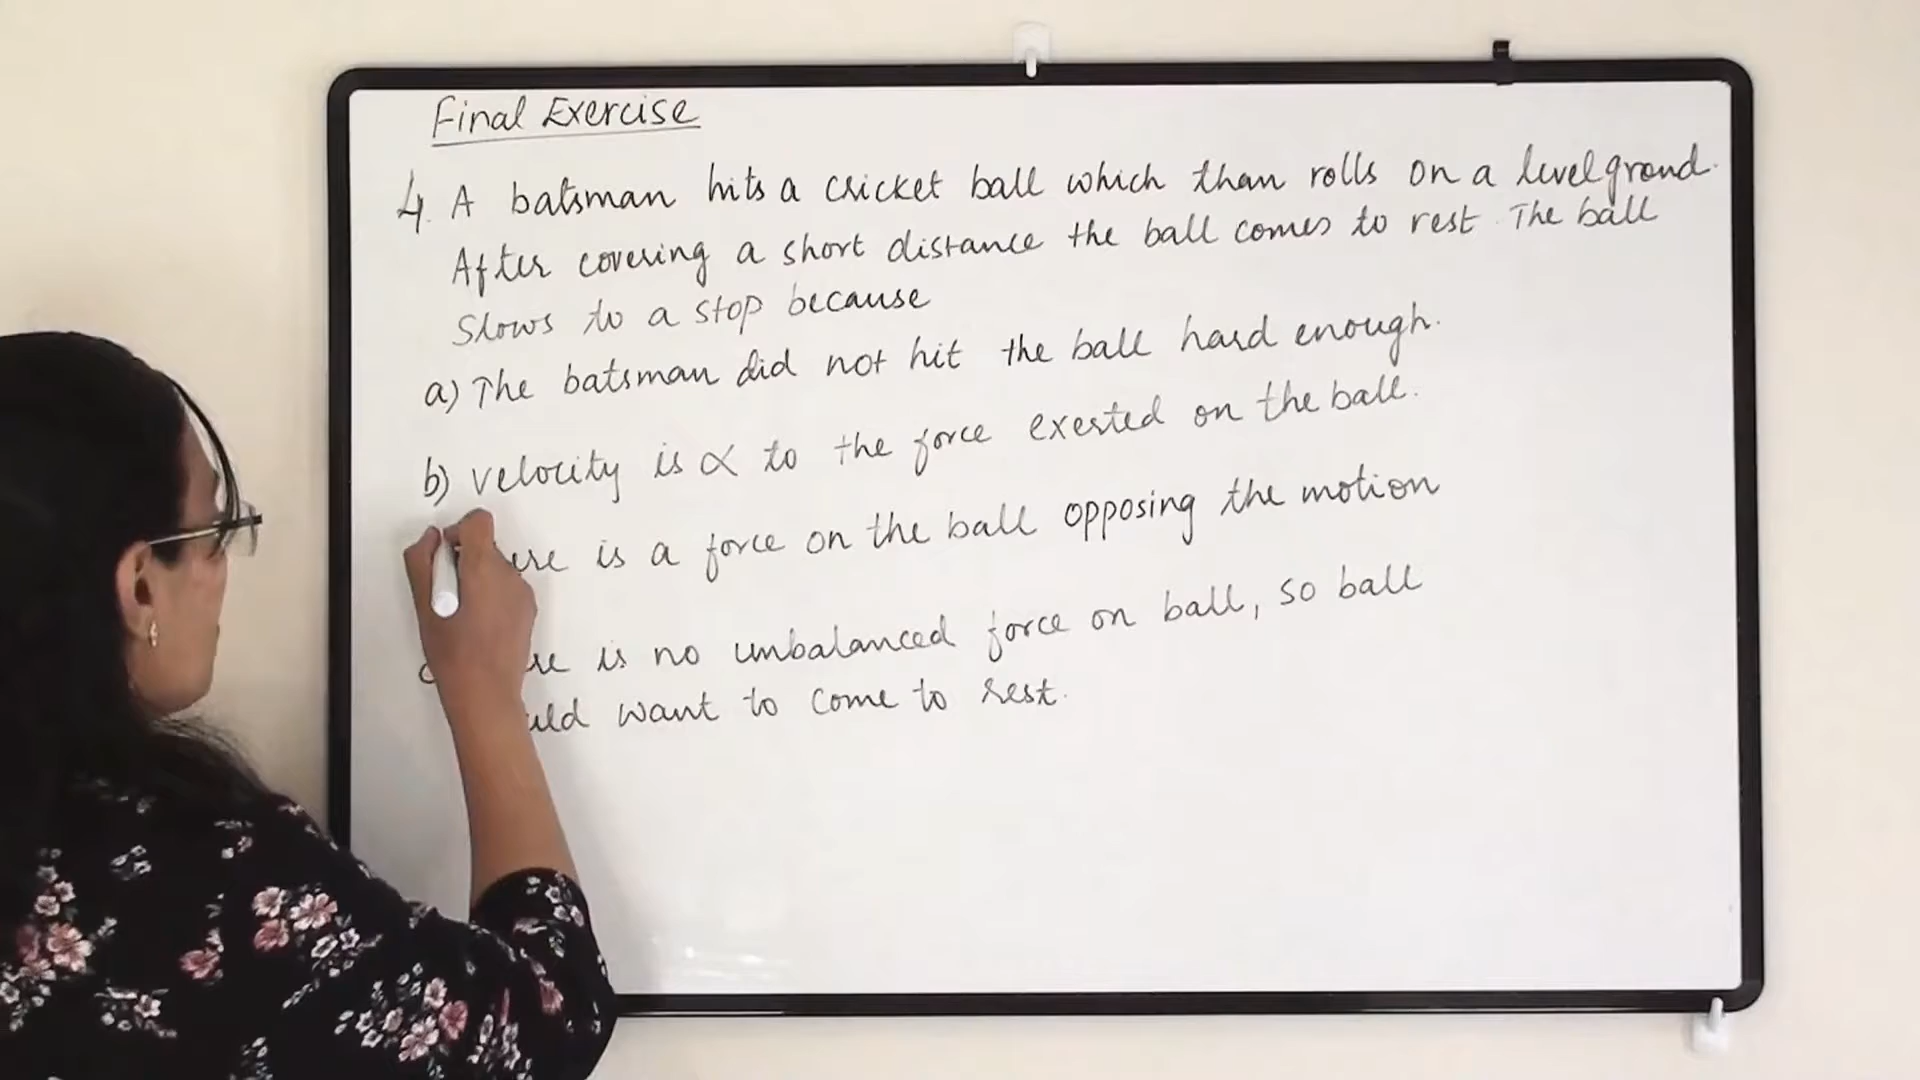 Final Exercise
4. A batsman hits a cricket ball which than rolls on a level grond.
After covering a short distance the ball comes to rest. The ball
slows to a stop because
a) The batsman did not hit the ball hard enough.
b) velocity is ∝ to the force exerted on the ball.
is a force on the ball opposing the motion
is no unbalanced force on ball, so ball
want to come to rest.